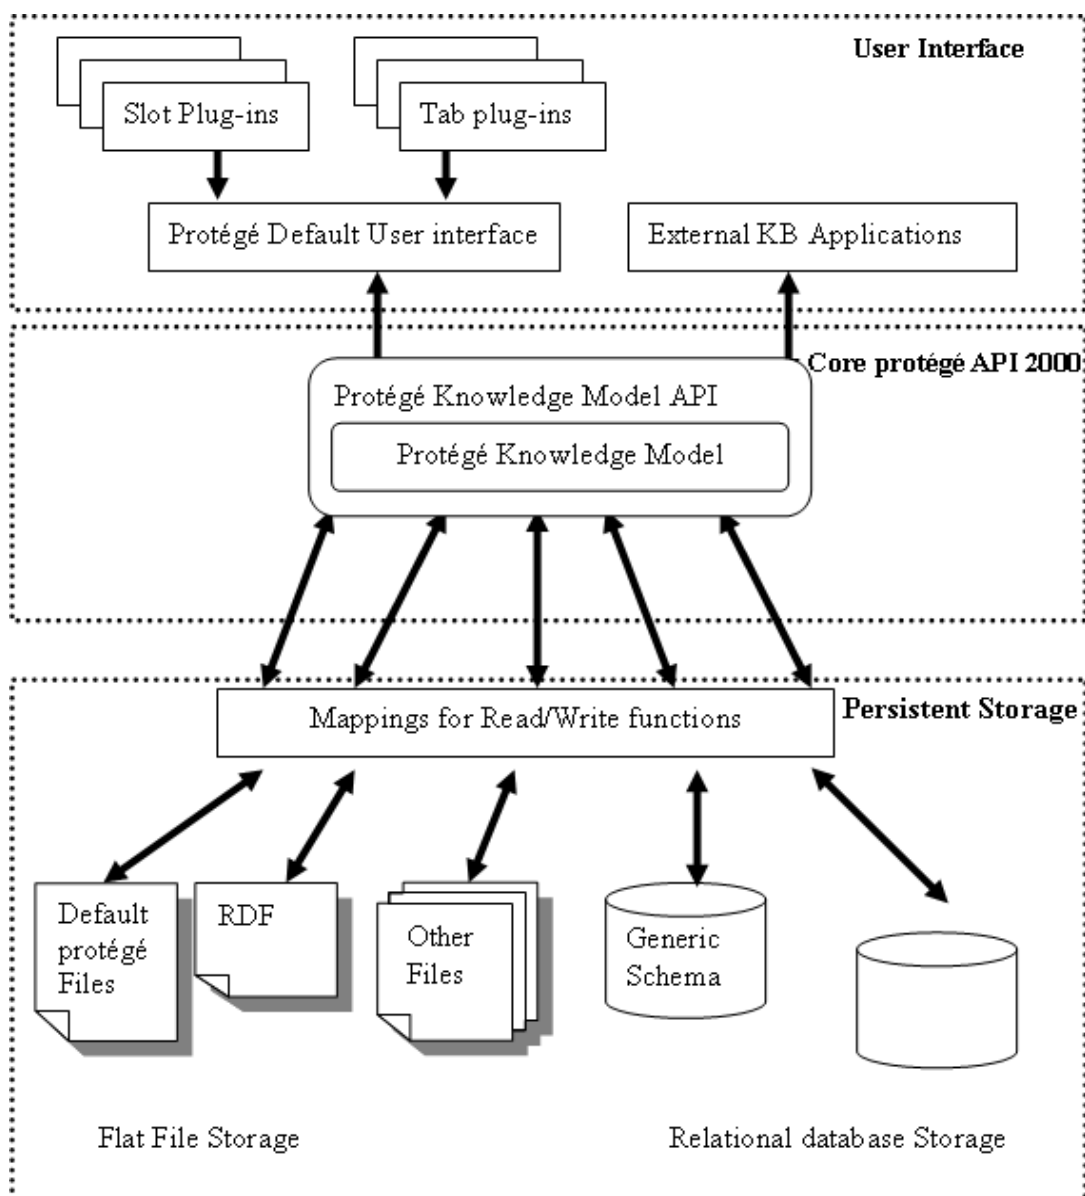 User Interface
Slot Plug-ins
Tab plug-ins
Protégé Default User interface
External KB Applications
Core protégé API 2000
Protégé Knowledge Model API
Protégé Knowledge Model
Persistent Storage
Mappings for Read/Write functions
Default
protégé
Files
RDF
Other
Files
Generic
Schema
Flat File Storage
Relational database Storage